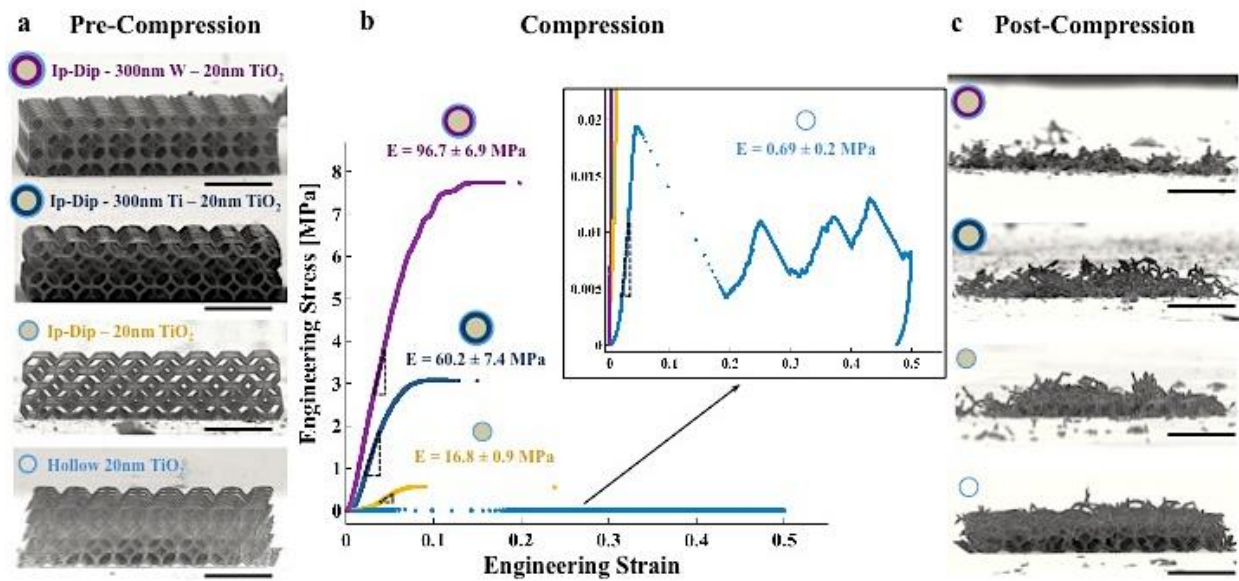 a Pre-Compression
Ip-Dip - 300nm W – 20nm TiO₂
Ip-Dip - 300nm Ti – 20nm TiO₂
Ip-Dip – 20nm TiO₂
Hollow 20nm TiO₂
b Compression
Engineering Stress [MPa]
8
7
6
5
4
3
2
1
0
E = 96.7 ± 6.9 MPa
E = 60.2 ± 7.4 MPa
E = 16.8 ± 0.9 MPa
0 0.1 0.2 0.3 0.4 0.5
Engineering Strain
0.02
0.015
0.01
0.005
0
E = 0.69 ± 0.2 MPa
0 0.1 0.2 0.3 0.4 0.5
c Post-Compression